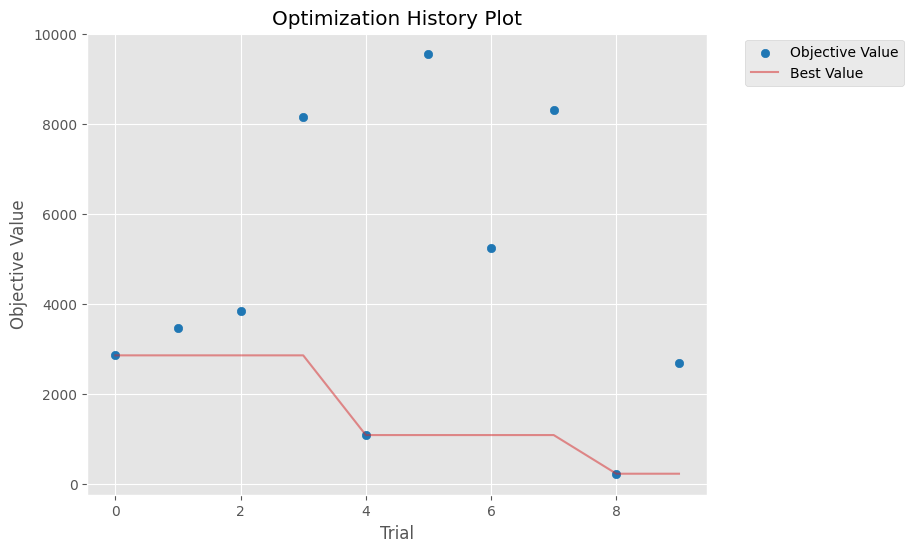 Optimization History Plot
Objective Value
Best Value
10000
8000
6000
4000
2000
0
Objective Value
0 2 4 6 8
Trial